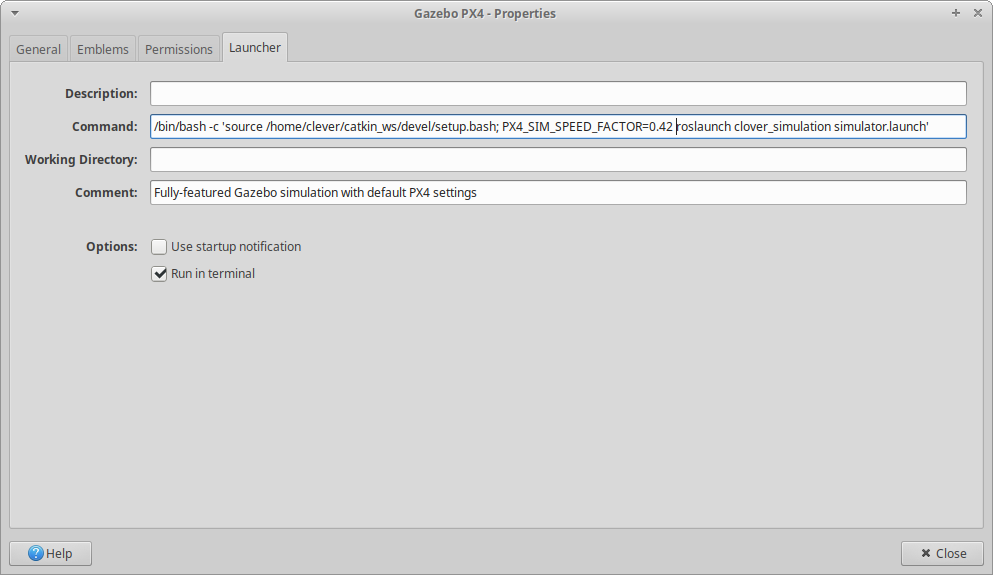 Gazebo PX4 - Properties
General Emblems Permissions Launcher
Description:
Command: /bin/bash -c 'source /home/clever/catkin_ws/devel/setup.bash; PX4_SIM_SPEED_FACTOR=0.42 roslaunch clover_simulation simulator.launch'
Working Directory:
Comment: Fully-featured Gazebo simulation with default PX4 settings
Options: Use startup notification
Run in terminal
Help Close